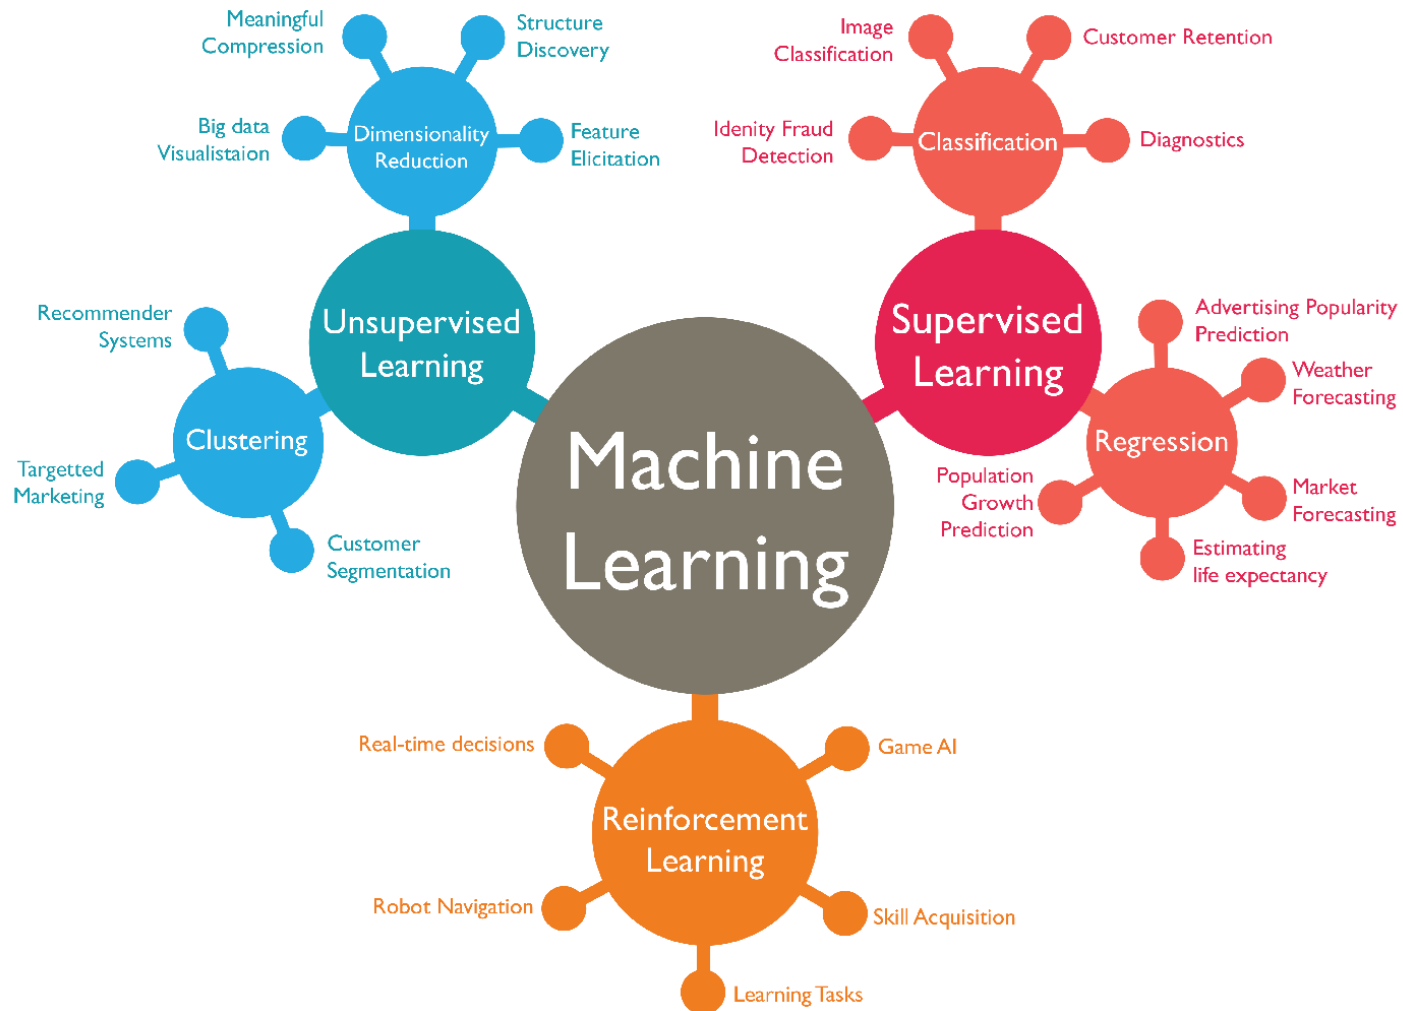 Meaningful
Compression
Structure
Discovery
Big data
Visualistaion
Dimensionality
Reduction
Feature
Elicitation
Image
Classification
Customer Retention
Idenity Fraud
Detection
Classification
Diagnostics
Unsupervised
Learning
Recommender
Systems
Clustering
Targetted
Marketing
Customer
Segmentation
Machine
Learning
Supervised
Learning
Advertising Popularity
Prediction
Weather
Forecasting
Regression
Population
Growth
Prediction
Market
Forecasting
Estimating
life expectancy
Real-time decisions
Game AI
Reinforcement
Learning
Robot Navigation
Skill Acquisition
Learning Tasks